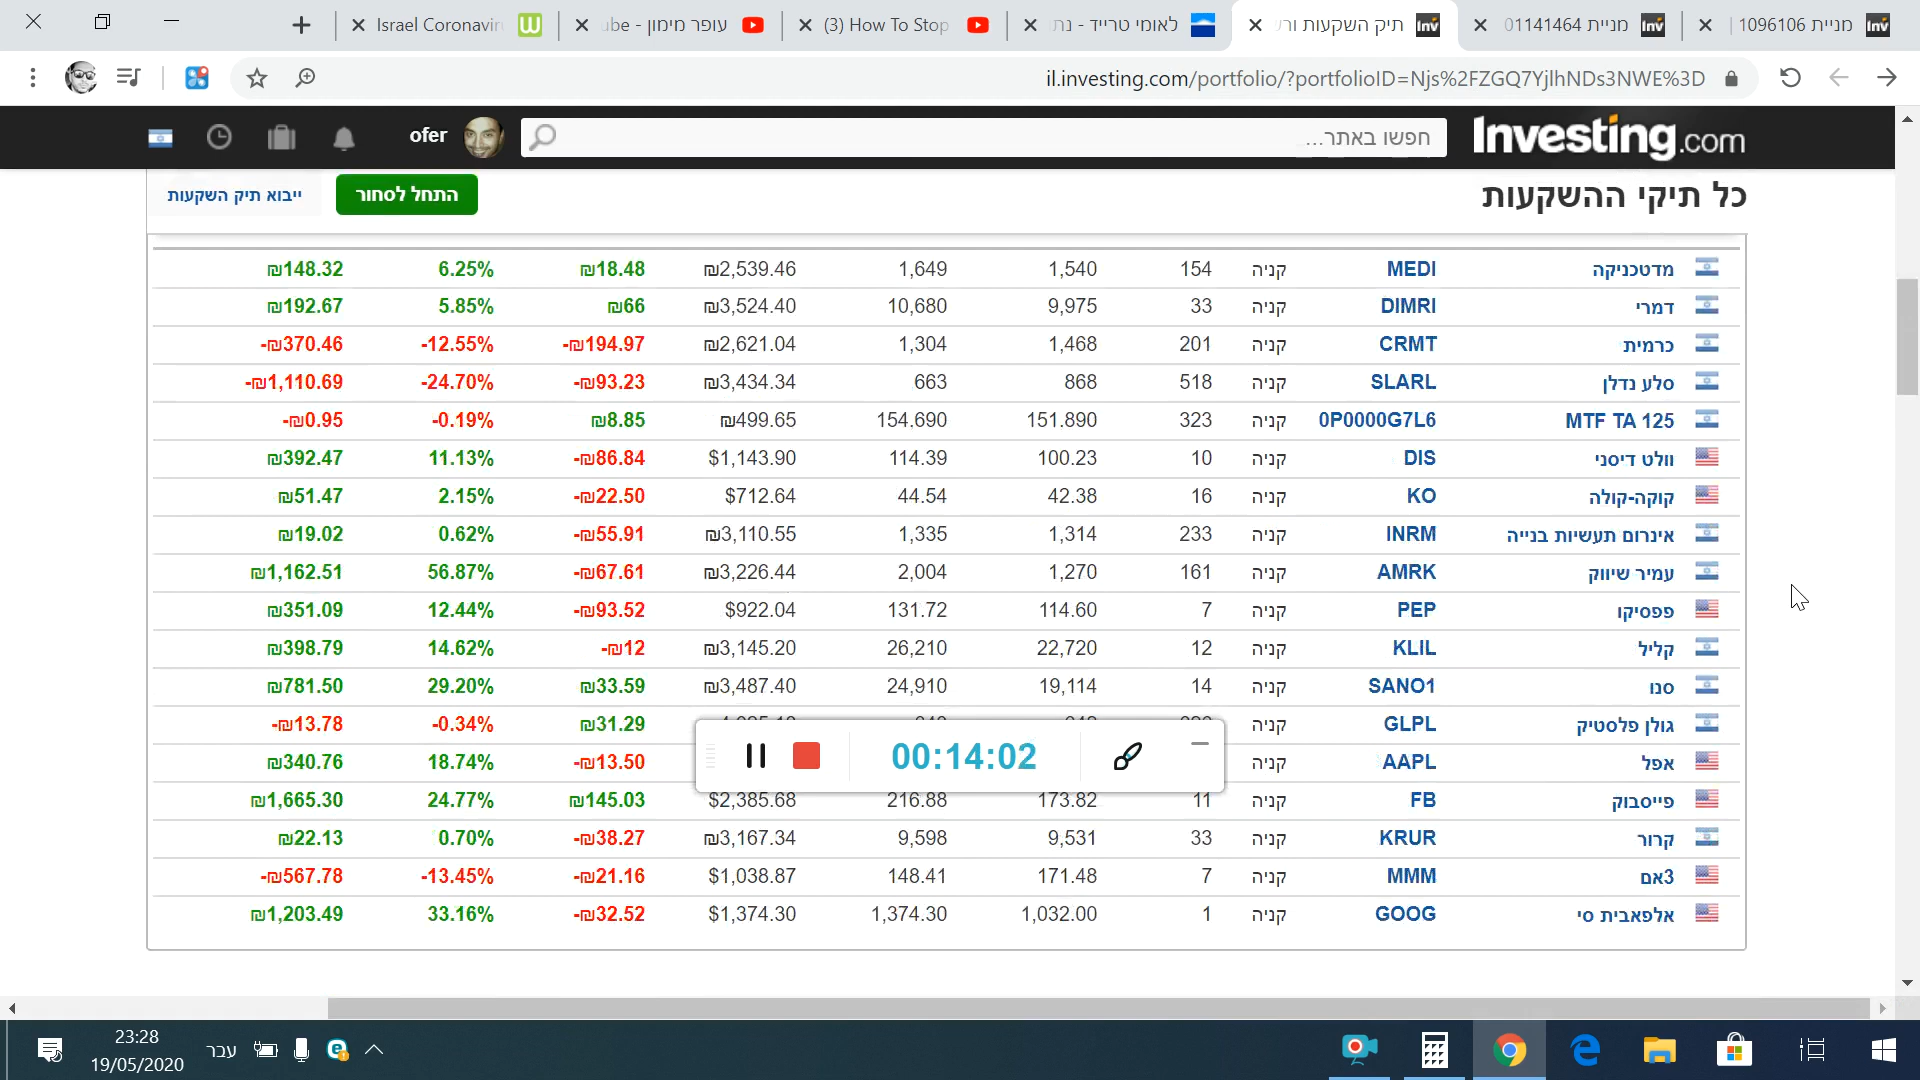 מניית 1096106
מניית 01141464
תיק השקעות
לאומי טרייד - נת
(3) How To Stop
עופר מימון - ube
Israel Coronavir
il.investing.com/portfolio/?portfolioID=Njs%2FZGQ7YjlhNDs3NWE%3D
Investing.com
חפשו באתר...
ofer
כל תיקי ההשקעות
התחל לסחור
ייבוא תיק השקעות
מדטכניקה MEDI קניה 154 1,540 1,649 ₪2,539.46 ₪18.48 6.25% ₪148.32
דמרי DIMRI קניה 33 9,975 10,680 ₪3,524.40 ₪66 5.85% ₪192.67
כרמית CRMT קניה 201 1,468 1,304 ₪2,621.04 -₪194.97 -12.55% -₪370.46
סלע נדלן SLARL קניה 518 868 663 ₪3,434.34 -₪93.23 -24.70% -₪1,110.69
MTF TA 125 0P0000G7L6 קניה 323 151.890 154.690 ₪499.65 ₪8.85 -0.19% -₪0.95
וולט דיסני DIS קניה 10 100.23 114.39 $1,143.90 -₪86.84 11.13% ₪392.47
קוקה-קולה KO קניה 16 42.38 44.54 $712.64 -₪22.50 2.15% ₪51.47
אינרום תעשיות בנייה INRM קניה 233 1,314 1,335 ₪3,110.55 -₪55.91 0.62% ₪19.02
עמיר שיווק AMRK קניה 161 1,270 2,004 ₪3,226.44 -₪67.61 56.87% ₪1,162.51
פפסיקו PEP קניה 7 114.60 131.72 $922.04 -₪93.52 12.44% ₪351.09
קליל KLIL קניה 12 22,720 26,210 ₪3,145.20 -₪12 14.62% ₪398.79
סנו SANO1 קניה 14 19,114 24,910 ₪3,487.40 ₪33.59 29.20% ₪781.50
גולן פלסטיק GLPL קניה ₪31.29 -0.34% -₪13.78
אפל AAPL קניה -₪13.50 18.74% ₪340.76
00:14:02
פייסבוק FB קניה 11 173.82 216.88 $2,385.68 ₪145.03 24.77% ₪1,665.30
קרור KRUR קניה 33 9,531 9,598 ₪3,167.34 -₪38.27 0.70% ₪22.13
3אם MMM קניה 7 171.48 148.41 $1,038.87 -₪21.16 -13.45% -₪567.78
אלפאבית סי GOOG קניה 1 1,032.00 1,374.30 $1,374.30 -₪32.52 33.16% ₪1,203.49
עבר
23:28
19/05/2020